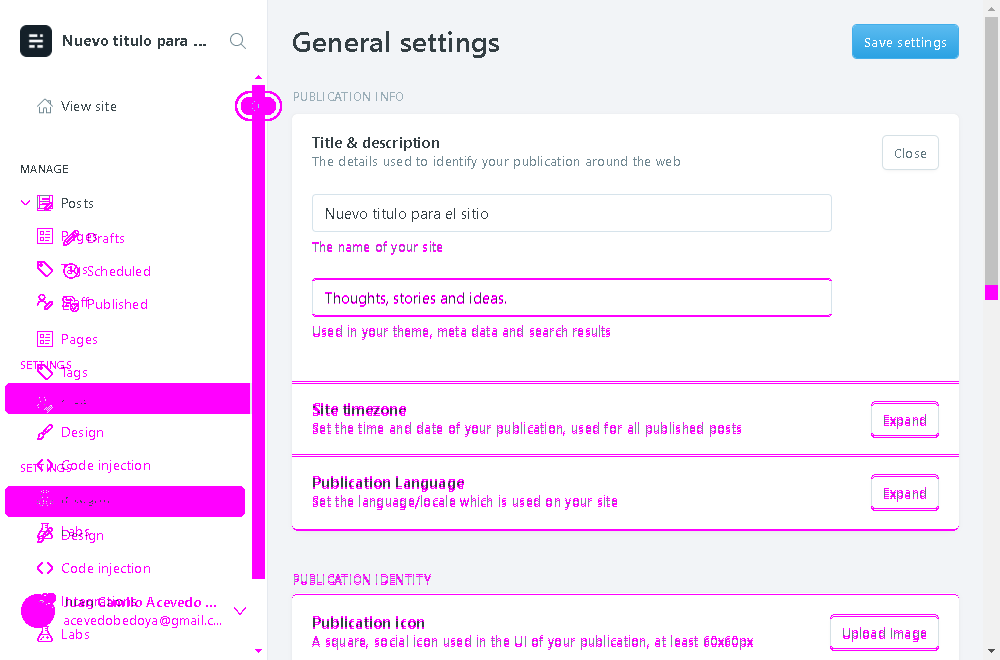 Nuevo titulo para ...
View site
MANAGE
Posts
Pages
Drafts
Tags
Scheduled
Staff
Published
Pages
SETTINGS
Tags
Design
SETTINGS
Code injection
Labs
Design
Code injection
Integrations
Juan Camilo Acevedo ...
acevedobedoya@gmail.c...
Labs
General settings
Save settings
PUBLICATION INFO
Title & description
The details used to identify your publication around the web
Close
Nuevo titulo para el sitio
The name of your site
Thoughts, stories and ideas.
Used in your theme, meta data and search results
Site timezone
Set the time and date of your publication, used for all published posts
Expand
Publication Language
Set the language/locale which is used on your site
Expand
PUBLICATION IDENTITY
Publication icon
A square, social icon used in the UI of your publication, at least 60x60px
Upload Image